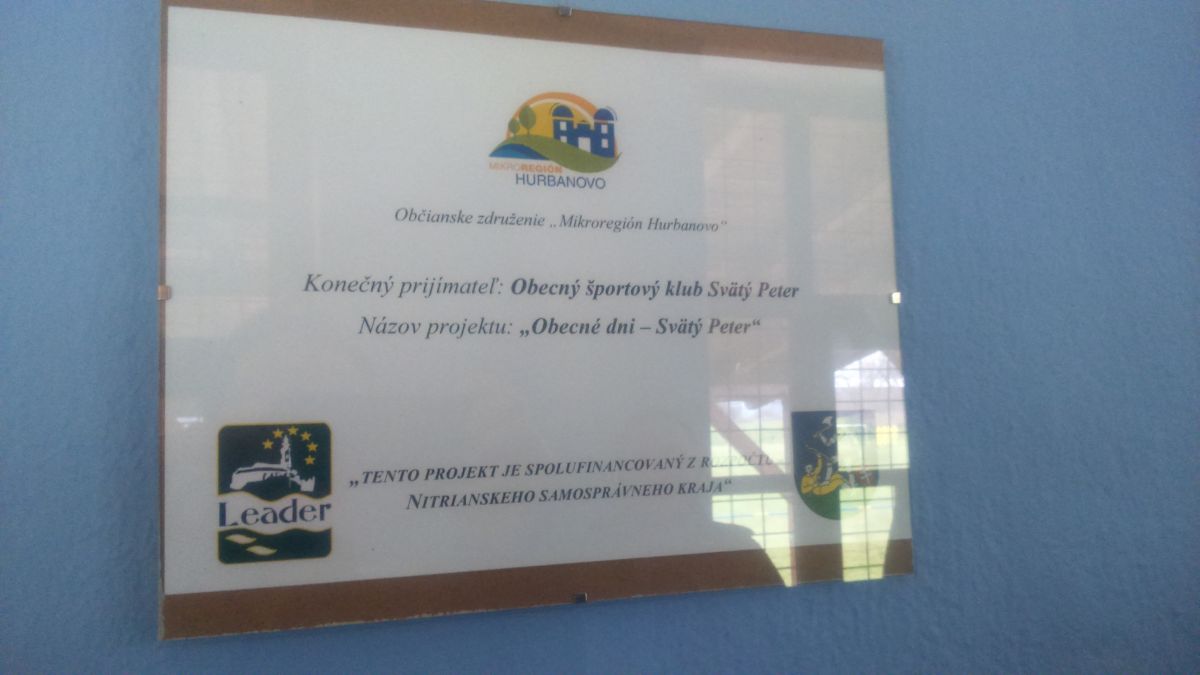 MIKROREGIÓN
HURBANOVO
Občianske združenie „Mikroregión Hurbanovo“
Konečný prijímateľ: Obecný športový klub Svätý Peter
Názov projektu: „Obecné dni – Svätý Peter“
„TENTO PROJEKT JE SPOLUFINANCOVANÝ Z ROZPOČTU
NITRIANSKEHO SAMOSPRÁVNEHO KRAJA“
Leader